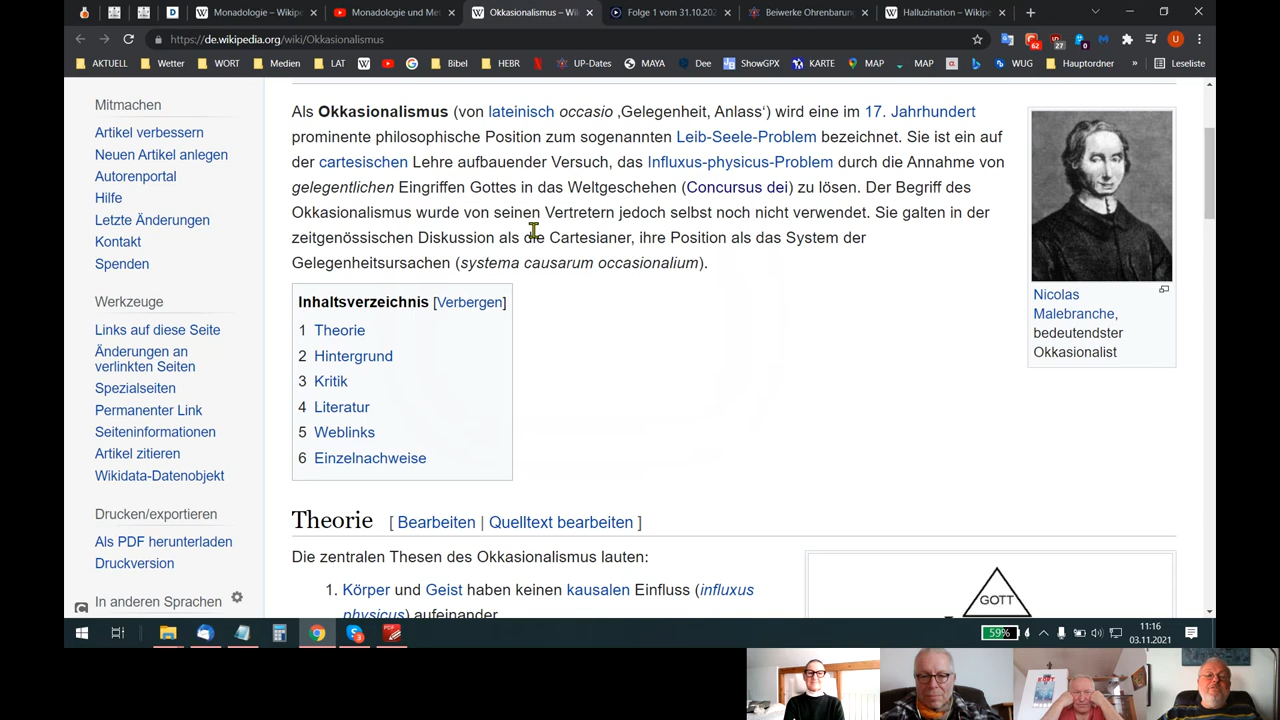 Monadologie – Wikipe
Monadologie und Met
Okkasionalismus – Wi
Folge 1 vom 31.10.202
Beiwerke Ohrenbarung
Halluzination – Wikipe
https://de.wikipedia.org/wiki/Okkasionalismus
62
27
0
U
AKTUELL
Wetter
WORT
Medien
LAT
Bibel
HEBR
UP-Dates
MAYA
Dee
ShowGPX
KARTE
MAP
MAP
WUG
Hauptordner
»
Leseliste
Mitmachen
Artikel verbessern
Neuen Artikel anlegen
Autorenportal
Hilfe
Letzte Änderungen
Kontakt
Spenden
Werkzeuge
Links auf diese Seite
Änderungen an
verlinkten Seiten
Spezialseiten
Permanenter Link
Seiteninformationen
Artikel zitieren
Wikidata-Datenobjekt
Drucken/exportieren
Als PDF herunterladen
Druckversion
In anderen Sprachen
Als Okkasionalismus (von lateinisch occasio ‚Gelegenheit, Anlass‘) wird eine im 17. Jahrhundert
prominente philosophische Position zum sogenannten Leib-Seele-Problem bezeichnet. Sie ist ein auf
der cartesischen Lehre aufbauender Versuch, das Influxus-physicus-Problem durch die Annahme von
gelegentlichen Eingriffen Gottes in das Weltgeschehen (Concursus dei) zu lösen. Der Begriff des
Okkasionalismus wurde von seinen Vertretern jedoch selbst noch nicht verwendet. Sie galten in der
zeitgenössischen Diskussion als die Cartesianer, ihre Position als das System der
Gelegenheitsursachen (systema causarum occasionalium).
Nicolas
Malebranche,
bedeutendster
Okkasionalist
Inhaltsverzeichnis [Verbergen]
1 Theorie
2 Hintergrund
3 Kritik
4 Literatur
5 Weblinks
6 Einzelnachweise
Theorie [ Bearbeiten | Quelltext bearbeiten ]
Die zentralen Thesen des Okkasionalismus lauten:
1. Körper und Geist haben keinen kausalen Einfluss (influxus
physicus) aufeinander
GOTT
59%
11:16
03.11.2021